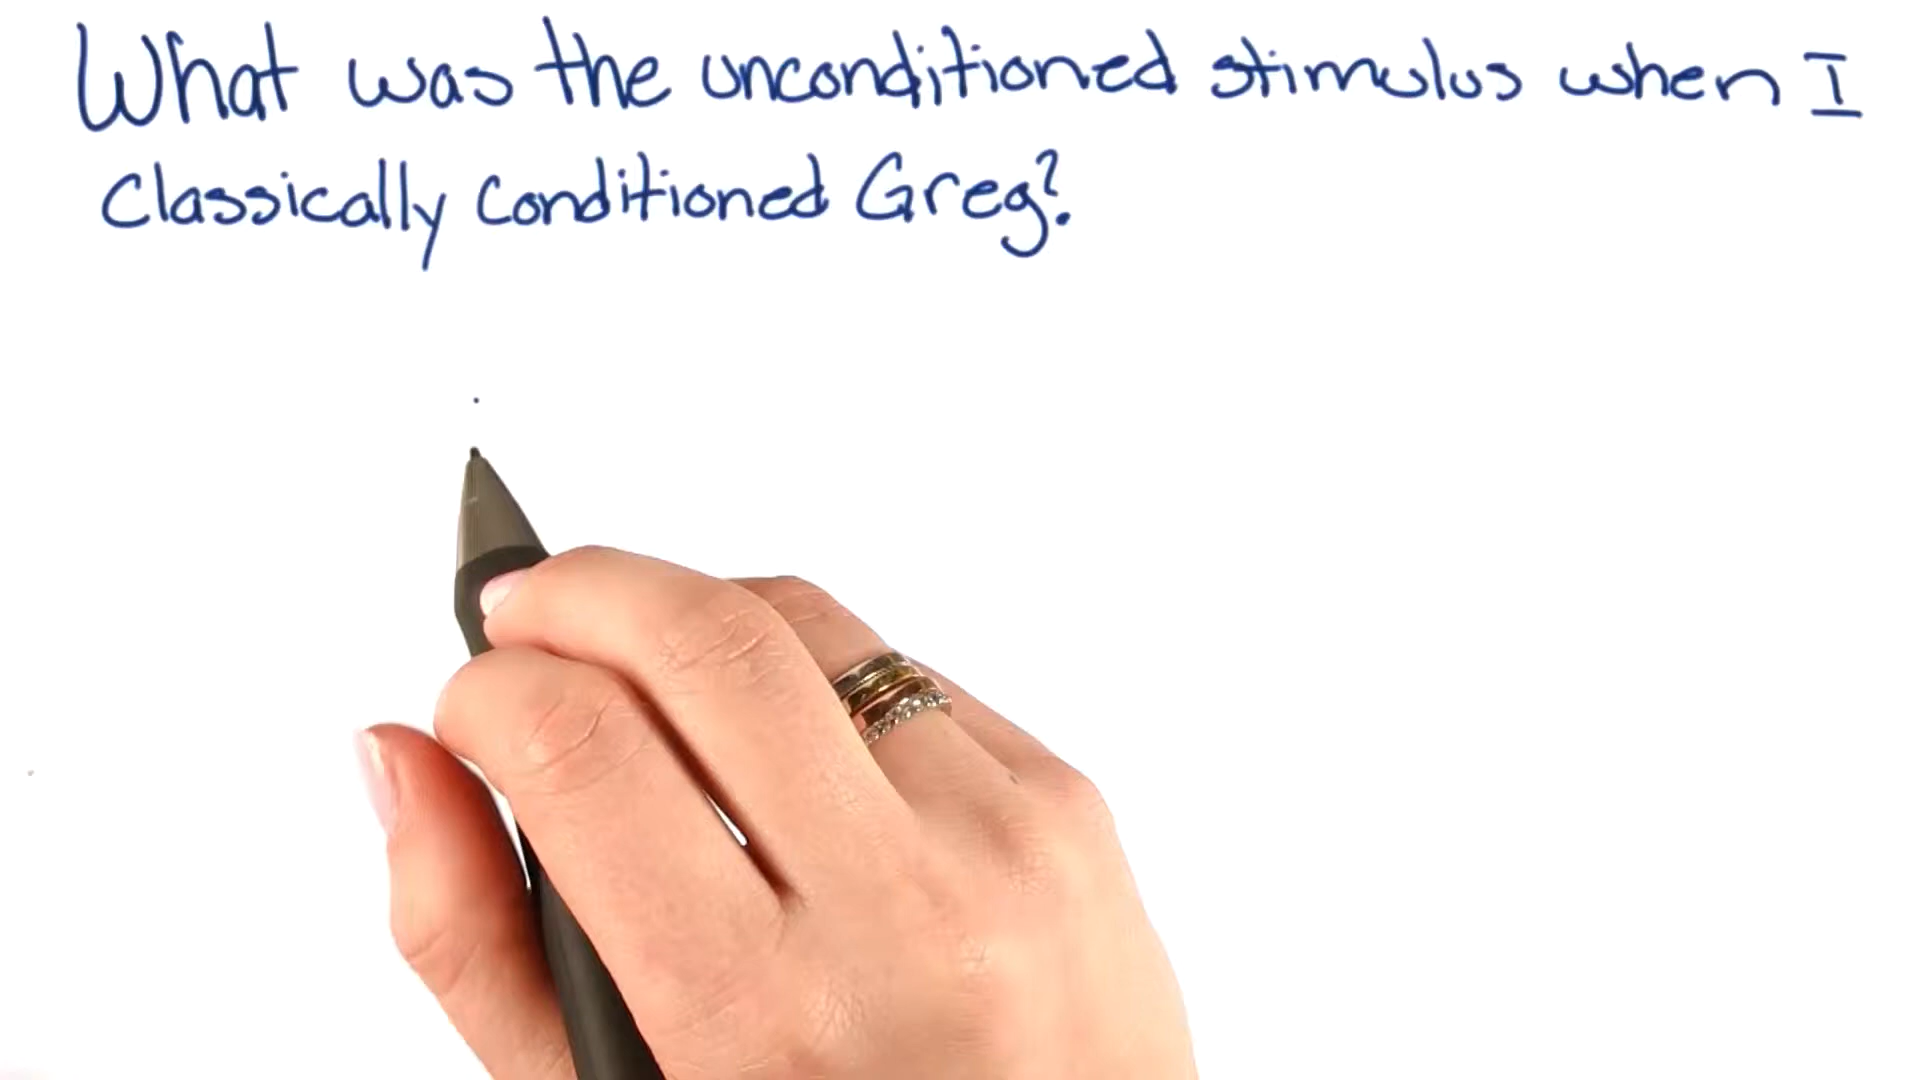 What was the unconditioned stimulus when I
classically conditioned Greg?